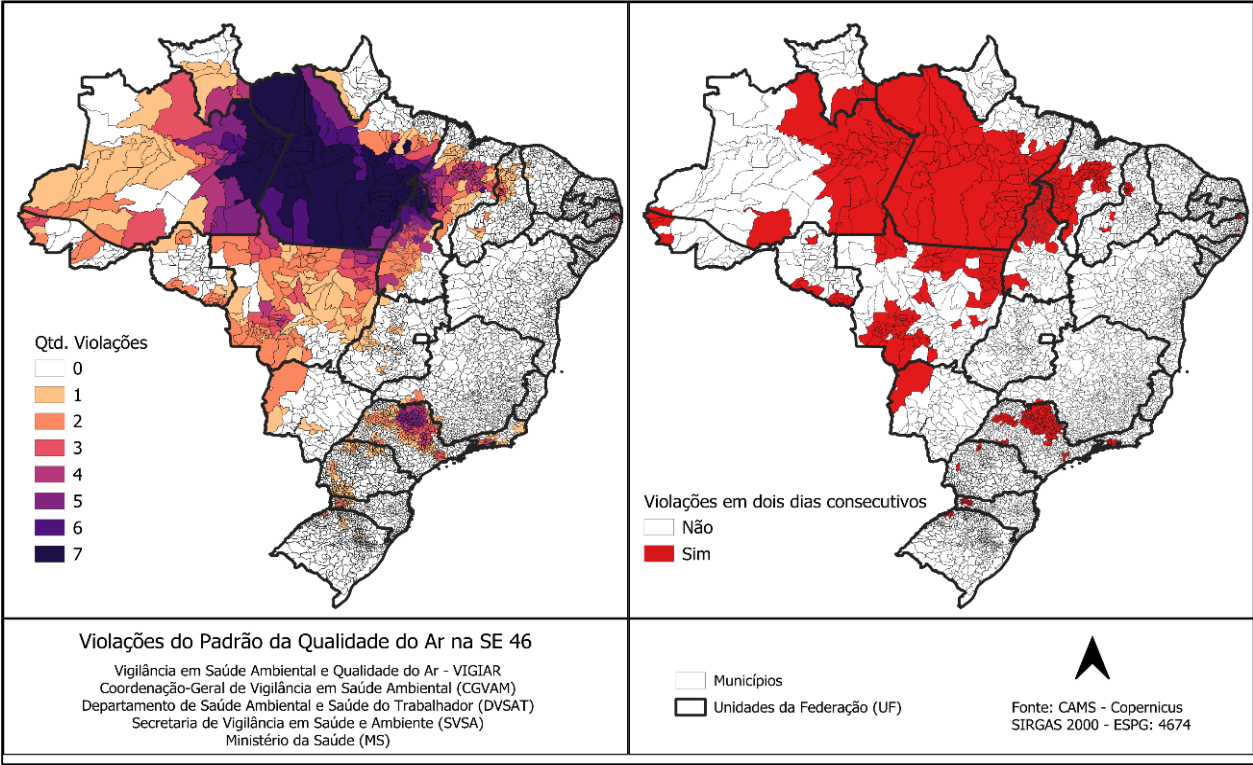 Qtd. Violações
0
1
2
3
4
5
6
7
Violações em dois dias consecutivos
Não
Sim
Violações do Padrão da Qualidade do Ar na SE 46
Vigilância em Saúde Ambiental e Qualidade do Ar - VIGIAR
Coordenação-Geral de Vigilância em Saúde Ambiental (CGVAM)
Departamento de Saúde Ambiental e Saúde do Trabalhador (DVSAT)
Secretaria de Vigilância em Saúde e Ambiente (SVSA)
Ministério da Saúde (MS)
Municípios
Unidades da Federação (UF)
Fonte: CAMS - Copernicus
SIRGAS 2000 - ESPG: 4674